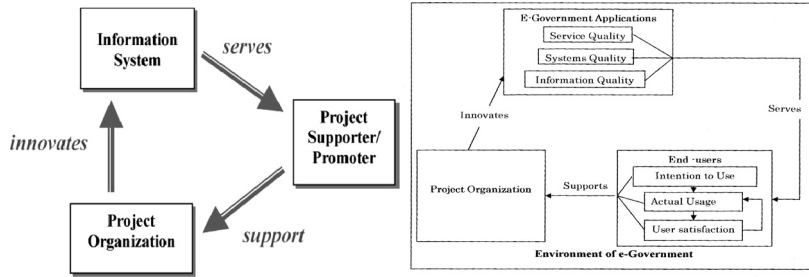 Information
System
serves
innovates
Project
Supporter/
Promoter
Project
Organization
support
E-Government Applications
Service Quality
Systems Quality
Information Quality
Innovates
Serves
Project Organization
Supports
End -users
Intention to Use
Actual Usage
User satisfaction
Environment of e-Government